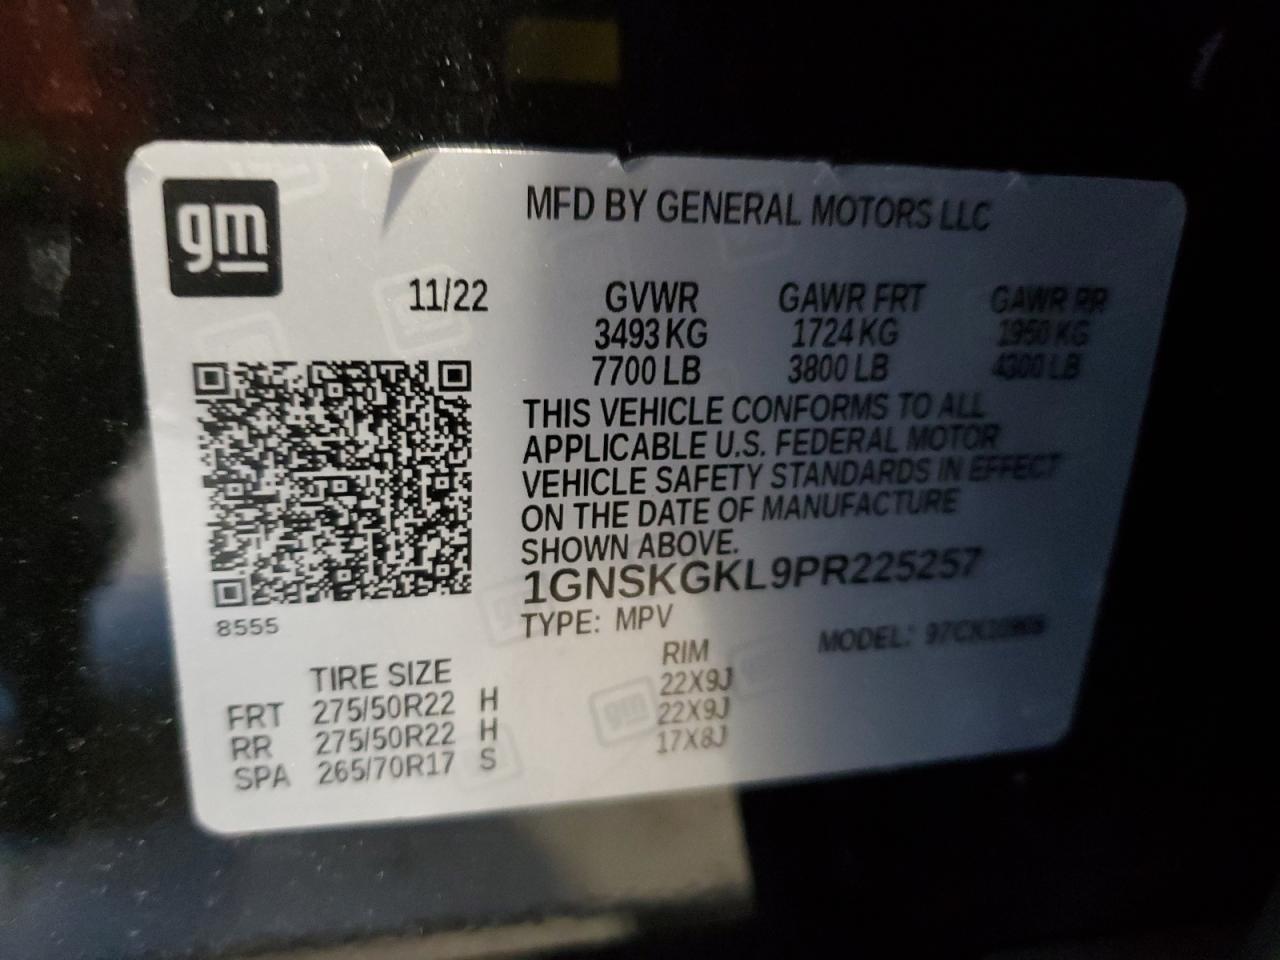 gm
MFD BY GENERAL MOTORS LLC
11/22 GVWR GAWR FRT GAWR RR
3493 KG 1724 KG 1950 KG
7700 LB 3800 LB 4300 LB
THIS VEHICLE CONFORMS TO ALL
APPLICABLE U.S. FEDERAL MOTOR
VEHICLE SAFETY STANDARDS IN EFFECT
ON THE DATE OF MANUFACTURE
SHOWN ABOVE.
1GNSKGKL9PR225257
8555
TYPE: MPV MODEL:
TIRE SIZE RIM
FRT 275/50R22 H 22X9J
RR 275/50R22 H 22X9J
SPA 265/70R17 S 17X8J